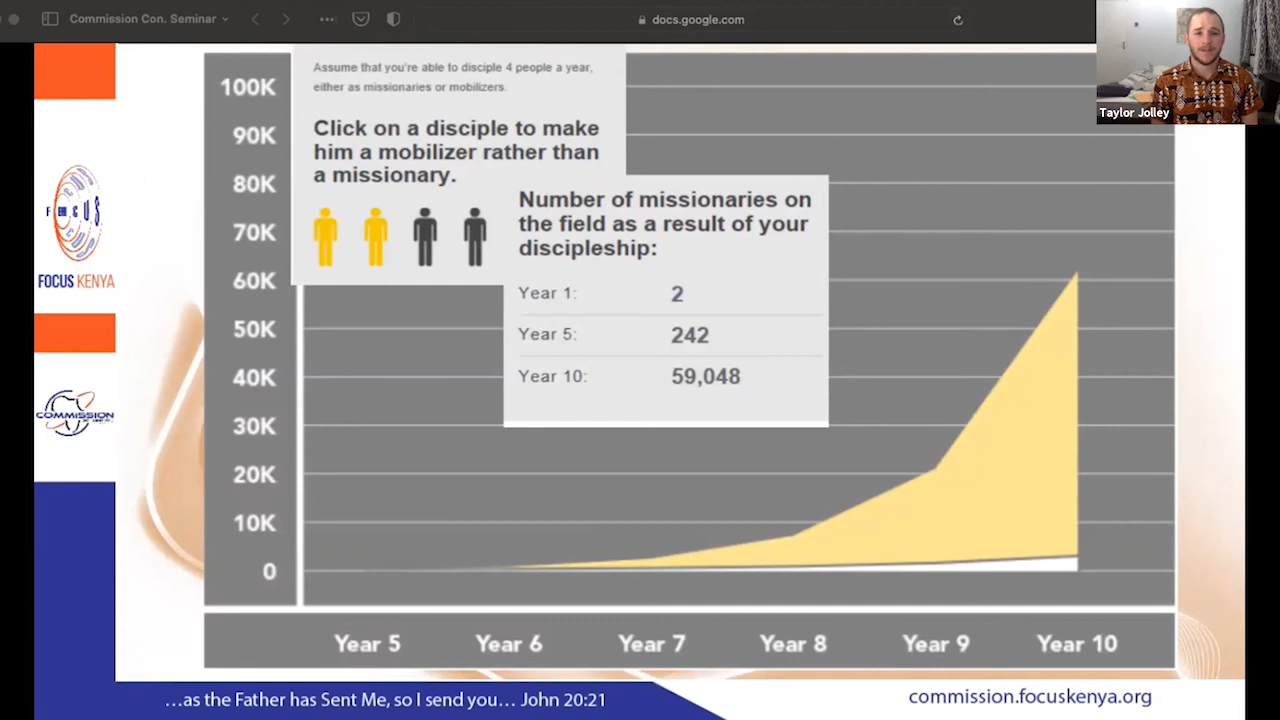 Commission Con. Seminar
docs.google.com
Taylor Jolley
Assume that you're able to disciple 4 people a year,
either as missionaries or mobilizers.
Click on a disciple to make
him a mobilizer rather than
a missionary.
Number of missionaries on
the field as a result of your
discipleship:
Year 1: 2
Year 5: 242
Year 10: 59,048
100K
90K
80K
70K
60K
50K
40K
30K
20K
10K
0
Year 5 Year 6 Year 7 Year 8 Year 9 Year 10
FOCUS
FOCUS KENYA
COMMISSION
…as the Father has Sent Me, so I send you… John 20:21
commission.focuskenya.org